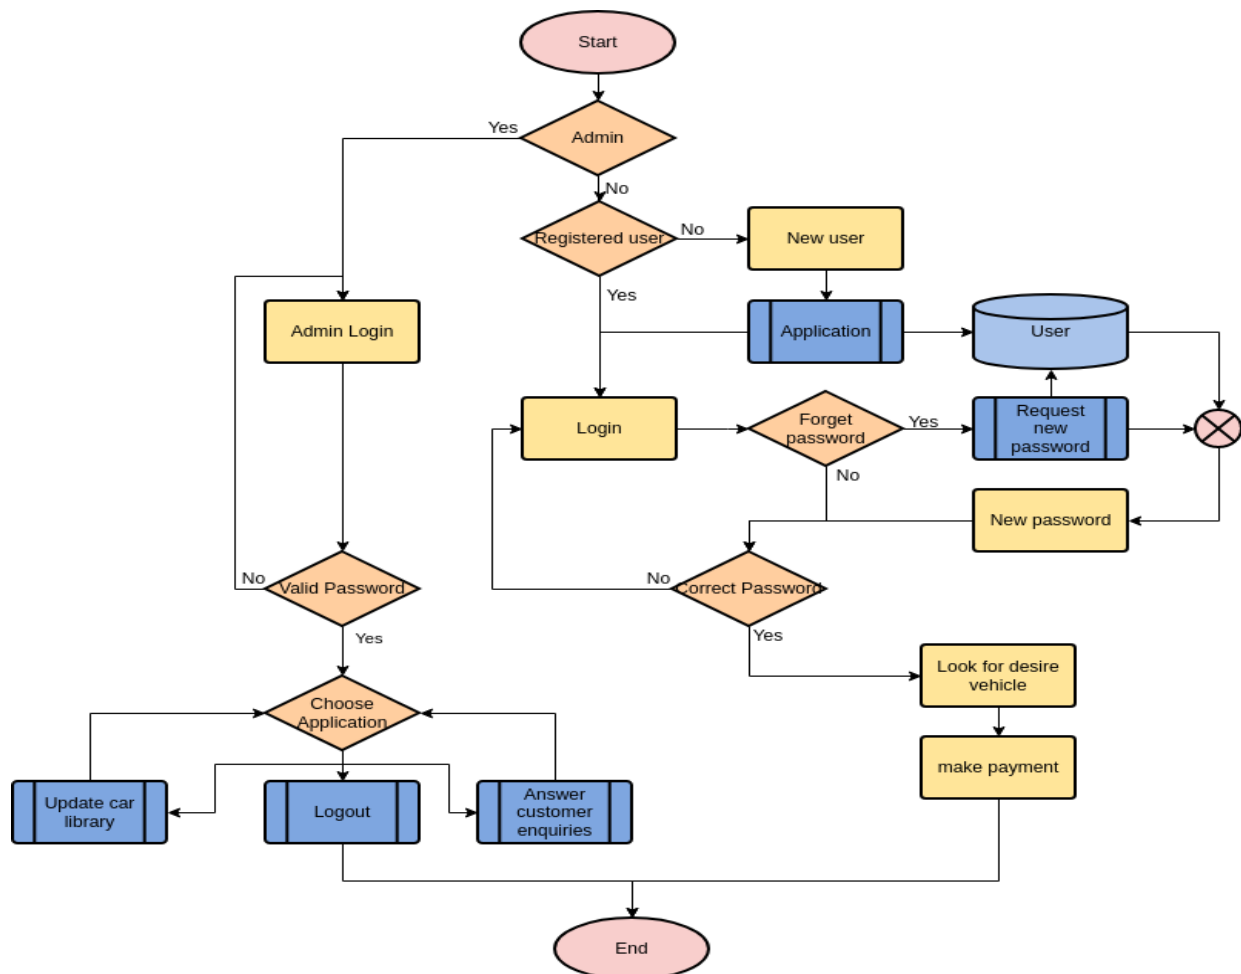 Start
Yes
Admin
No
Registered user
No
New user
Yes
Admin Login
Application
User
Login
Forget
password
Yes
Request
new
password
No
New password
No
Valid Password
No
Correct Password
Yes
Yes
Look for desire
vehicle
Choose
Application
make payment
Update car
library
Logout
Answer
customer
enquiries
End